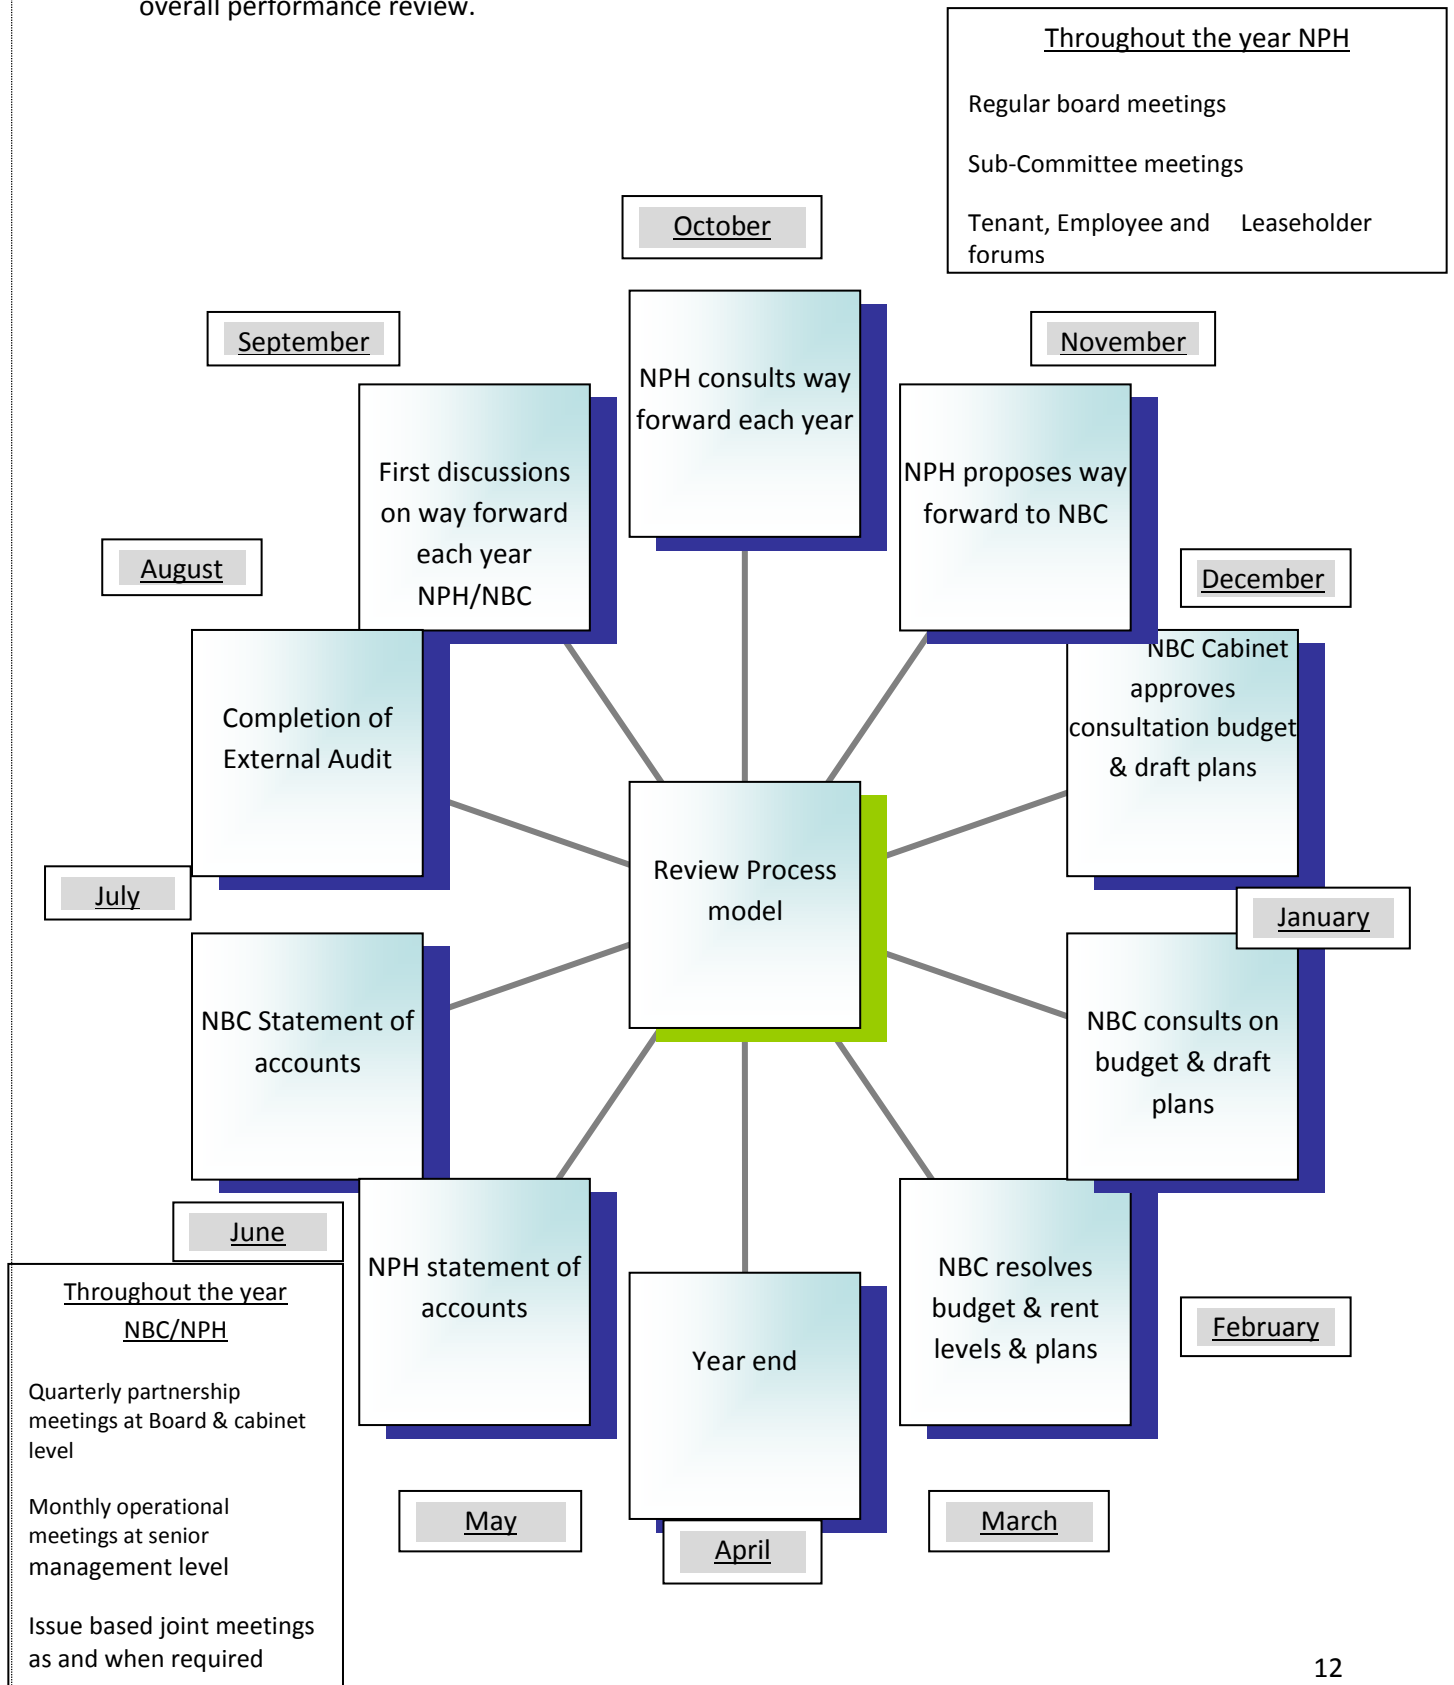 overall performance review.
Throughout the year NPH
Regular board meetings
Sub-Committee meetings
Tenant, Employee and Leaseholder
forums
October
September
November
NPH consults way
forward each year
First discussions
on way forward
each year
NPH/NBC
NPH proposes way
forward to NBC
August
December
Completion of
External Audit
NBC Cabinet
approves
consultation budget
& draft plans
Review Process
model
July
January
NBC Statement of
accounts
NBC consults on
budget & draft
plans
June
NPH statement of
accounts
Year end
NBC resolves
budget & rent
levels & plans
February
Throughout the year
NBC/NPH
Quarterly partnership
meetings at Board & cabinet
level
Monthly operational
meetings at senior
management level
Issue based joint meetings
as and when required
May
April
March
12